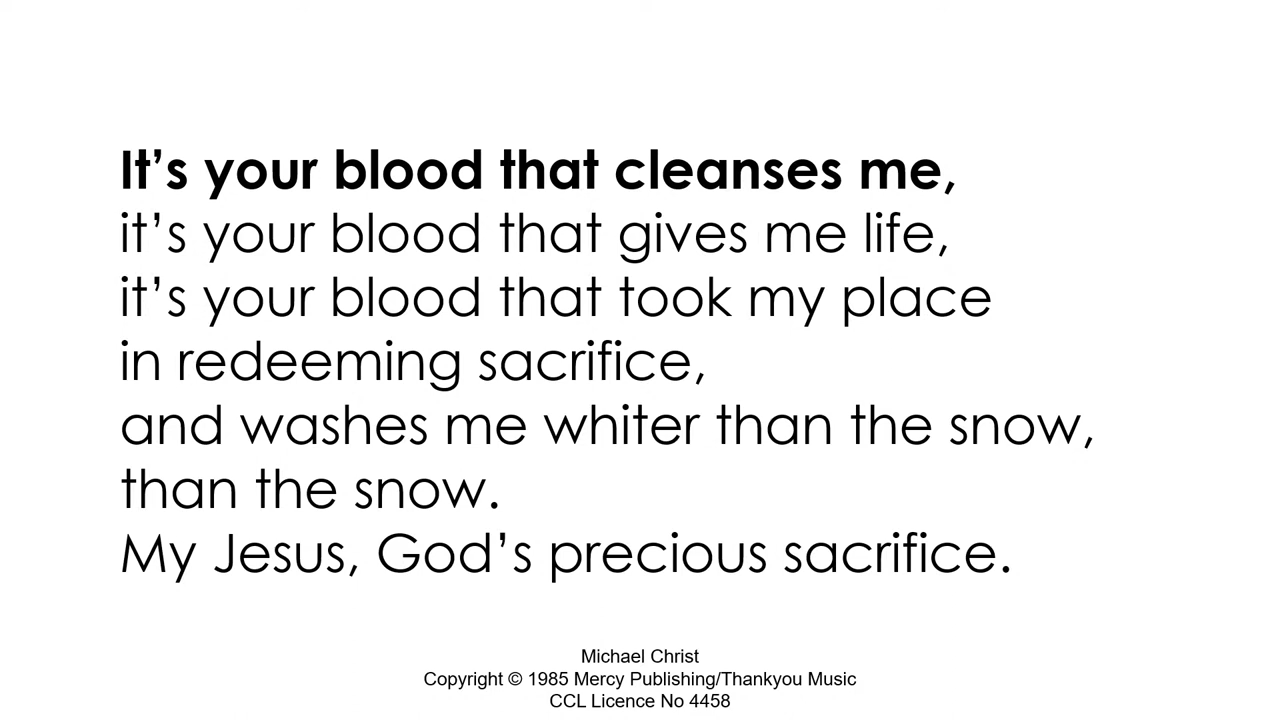 It’s your blood that cleanses me,
it’s your blood that gives me life,
it’s your blood that took my place
in redeeming sacrifice,
and washes me whiter than the snow,
than the snow.
My Jesus, God’s precious sacrifice.
Michael Christ
Copyright © 1985 Mercy Publishing/Thankyou Music
CCL Licence No 4458